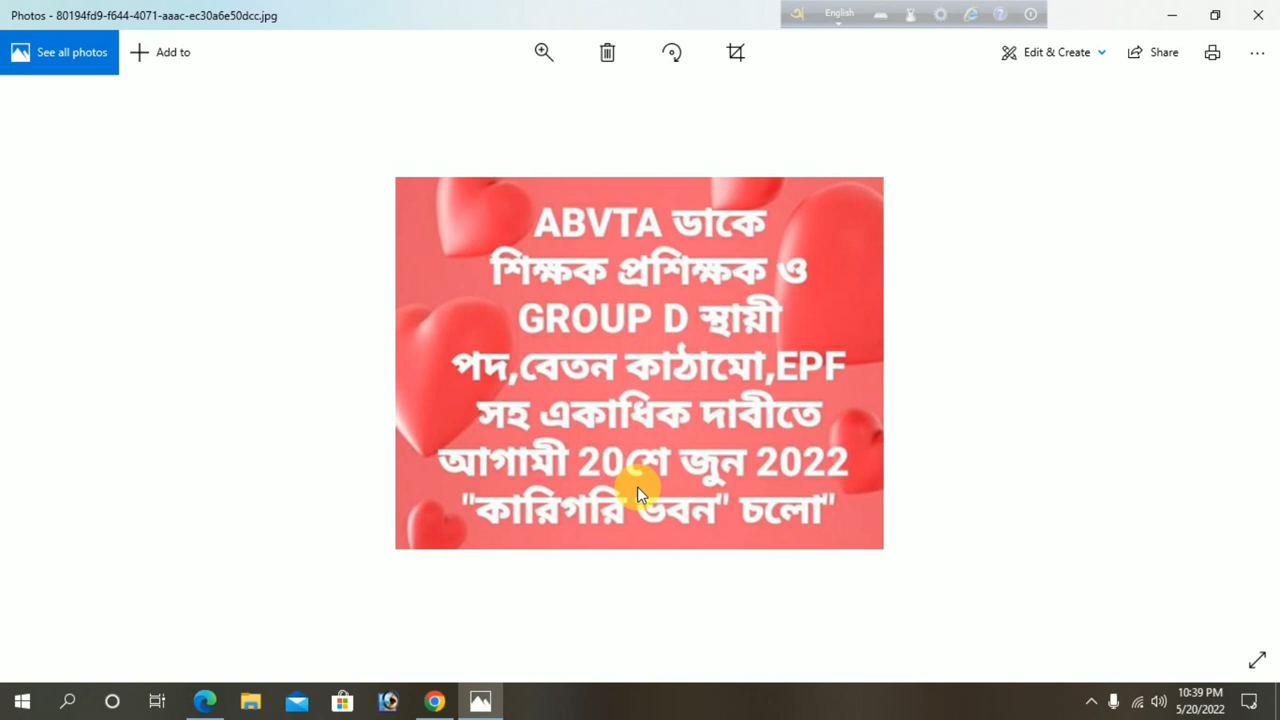 Photos - 80194fd9-f644-4071-aaac-ec30a6e50dcc.jpg
অ English
See all photos
Add to
Edit & Create
Share
ABVTA ডাকে
শিক্ষক প্রশিক্ষক ও
GROUP D স্থায়ী
পদ,বেতন কাঠামো,EPF
সহ একাধিক দাবীতে
আগামী 20শে জুন 2022
"কারিগরি ভবন" চলো"
10:39 PM
5/20/2022